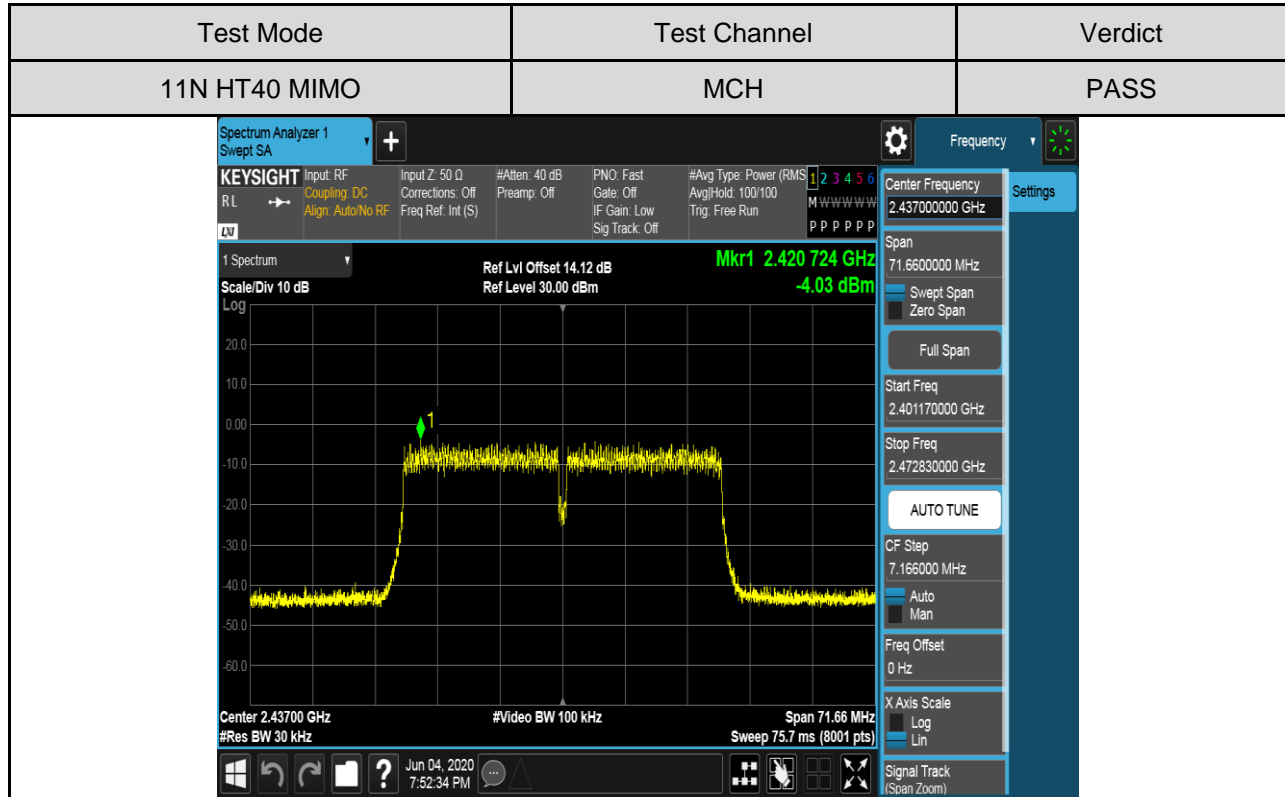 Test Mode Test Channel Verdict
11N HT40 MIMO MCH PASS
Spectrum Analyzer 1
Swept SA
+
Frequency
KEYSIGHT
RL
LXI
Input: RF
Coupling: DC
Align: Auto/No RF
Input Z: 50 Ω
Corrections: Off
Freq Ref: Int (S)
#Atten: 40 dB
Preamp: Off
PNO: Fast
Gate: Off
IF Gain: Low
Sig Track: Off
#Avg Type: Power (RMS
Avg|Hold: 100/100
Trig: Free Run
1 2 3 4 5 6
M W W W W W
P P P P P P
1 Spectrum
Scale/Div 10 dB
Ref Lvl Offset 14.12 dB
Ref Level 30.00 dBm
Mkr1 2.420 724 GHz
-4.03 dBm
Log
20.0
10.0
0.00
-10.0
-20.0
-30.0
-40.0
-50.0
-60.0
1
Center 2.43700 GHz
#Res BW 30 kHz
#Video BW 100 kHz
Span 71.66 MHz
Sweep 75.7 ms (8001 pts)
Jun 04, 2020
7:52:34 PM
?
Center Frequency
2.437000000 GHz
Settings
Span
71.6600000 MHz
Swept Span
Zero Span
Full Span
Start Freq
2.401170000 GHz
Stop Freq
2.472830000 GHz
AUTO TUNE
CF Step
7.166000 MHz
Auto
Man
Freq Offset
0 Hz
X Axis Scale
Log
Lin
Signal Track
(Span Zoom)